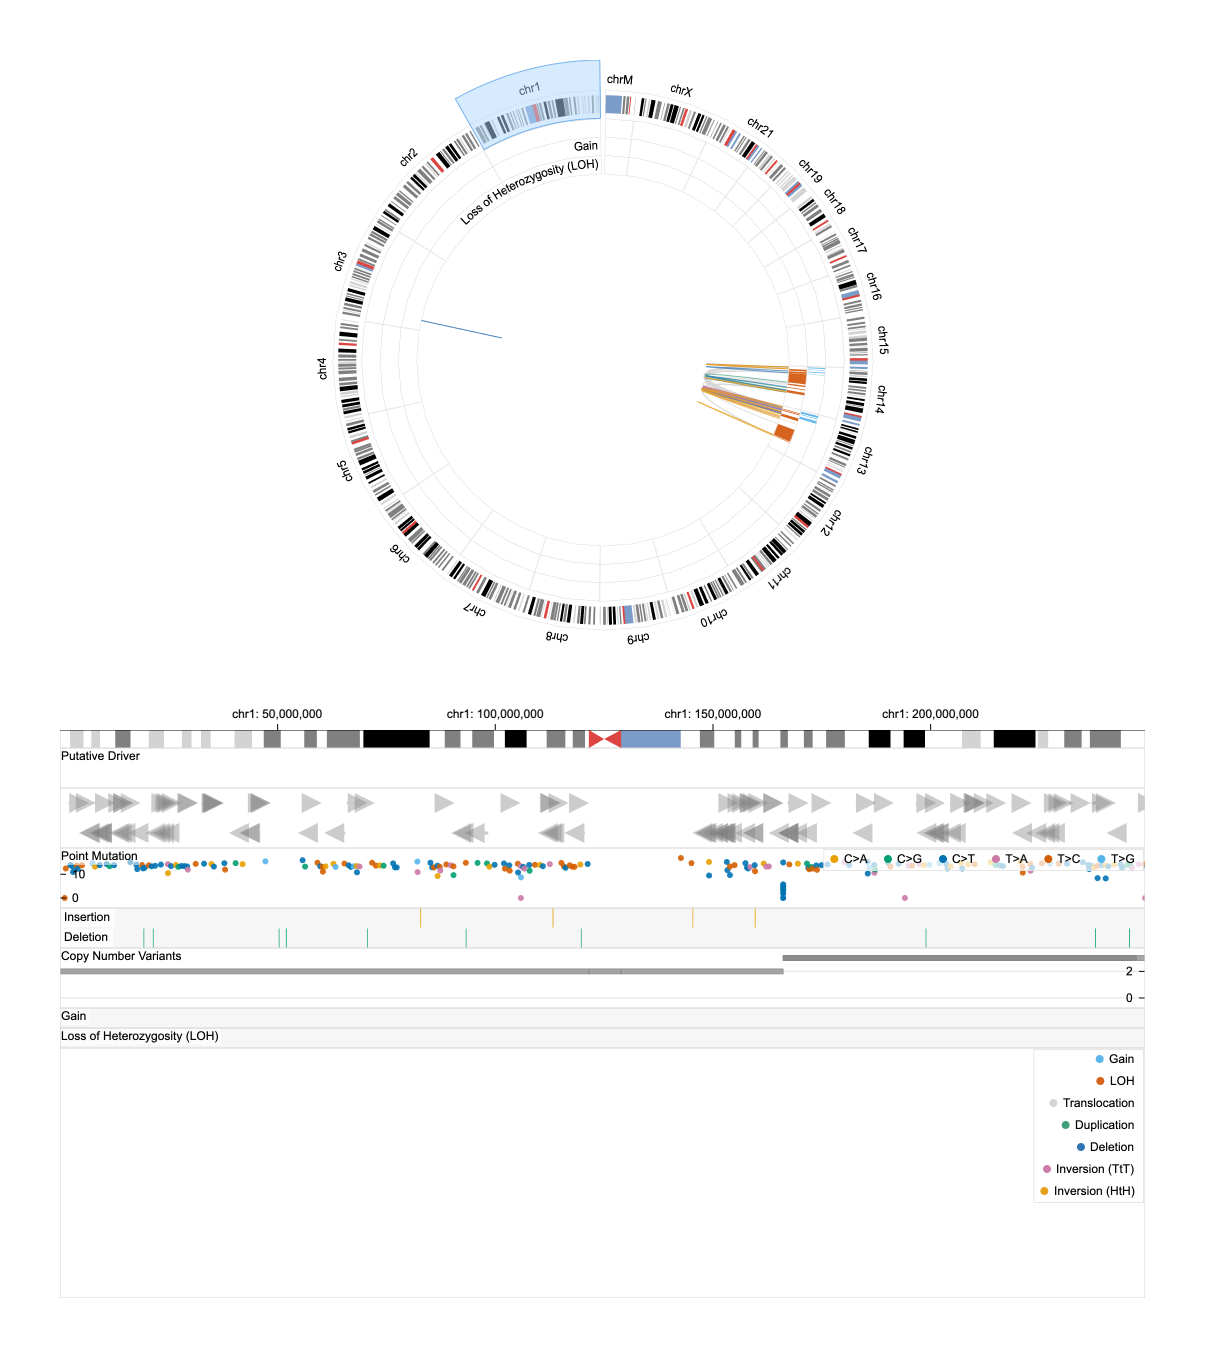 chr1
chrM
chrX
chr21
chr19
chr18
chr17
chr16
chr15
chr14
chr13
chr12
chr11
chr10
chr9
chr8
chr7
chr6
chr5
chr4
chr3
chr2
Gain
Loss of Heterozygosity (LOH)
chr1: 50,000,000 chr1: 100,000,000 chr1: 150,000,000 chr1: 200,000,000
Putative Driver
Point Mutation
C>A C>G C>T T>A T>C T>G
10
0
Insertion
Deletion
Copy Number Variants
2
0
Gain
Loss of Heterozygosity (LOH)
Gain
LOH
Translocation
Duplication
Deletion
Inversion (TtT)
Inversion (HtH)